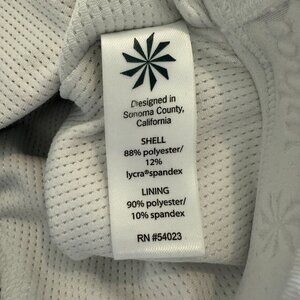 Designed in
Sonoma County,
California
SHELL
88% polyester/
12%
lycra®spandex
LINING
90% polyester/
10% spandex
RN #54023